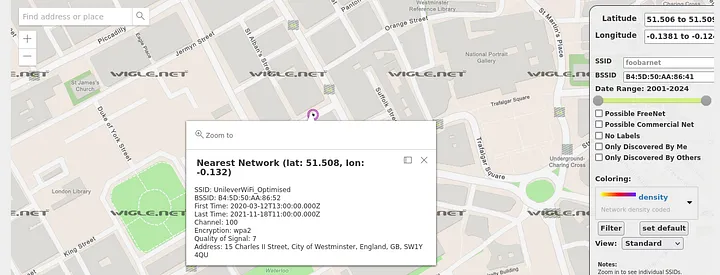 Find address or place
+
−
Piccadilly
Eagle Place
Jermyn Street
St James's
Church
St Alban's Street
Panton Street
Orange Street
Westminster
Reference Library
St Martin's Place
National Portrait
Gallery
Suffolk Street
Trafalgar Square
Trafalgar Square
Underground-
Charing Cross
Duke of York Street
London Library
King Street
WIGLE.NET
WIGLE.NET
WIGLE.NET
WIGLE.NET
WIGLE.NET
WIGLE.NET
Zoom to
Nearest Network (lat: 51.508, lon:
-0.132)
SSID: UnileverWiFi_Optimised
BSSID: B4:5D:50:AA:86:52
First Time: 2020-03-12T13:00:00.000Z
Last Time: 2021-11-18T11:00:00.000Z
Channel: 100
Encryption: wpa2
Quality of Signal: 7
Address: 15 Charles II Street, City of Westminster, England, GB, SW1Y
4QU
Latitude 51.506 to 51.509
Longitude -0.1381 to -0.124
SSID foobarnet
BSSID B4:5D:50:AA:86:41
Date Range: 2001-2024
Possible FreeNet
Possible Commercial Net
No Labels
Only Discovered By Me
Only Discovered By Others
Coloring:
density
Network density colored
Filter set default
View: Standard
Notes:
Zoom in to see individual SSIDs.